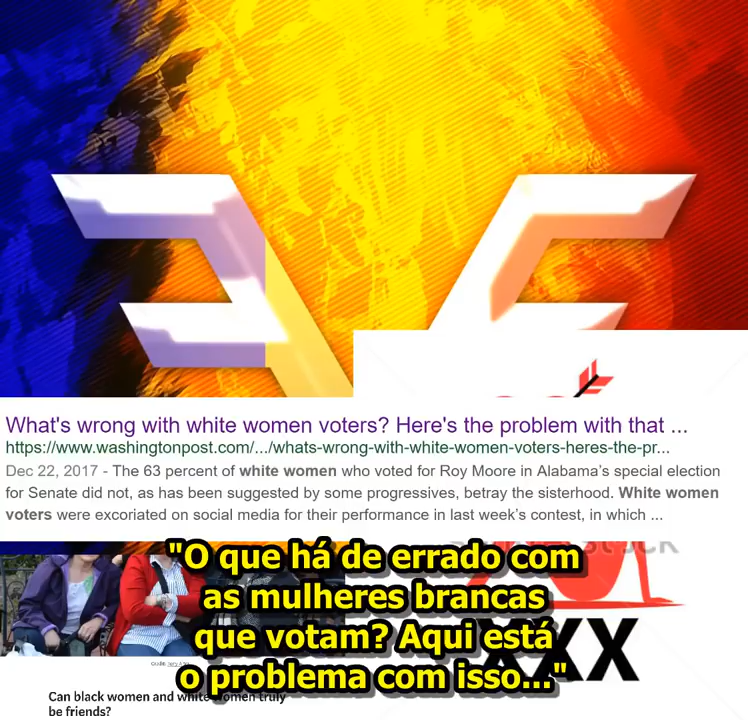 What's wrong with white women voters? Here's the problem with that ...
https://www.washingtonpost.com/.../whats-wrong-with-white-women-voters-heres-the-pr...
Dec 22, 2017 - The 63 percent of white women who voted for Roy Moore in Alabama's special election
for Senate did not, as has been suggested by some progressives, betray the sisterhood. White women
voters were excoriated on social media for their performance in last week's contest, in which ...
"O que há de errado com
as mulheres brancas
que votam? Aqui está
o problema com isso..."
XXX
Can black women and white women truly
be friends?